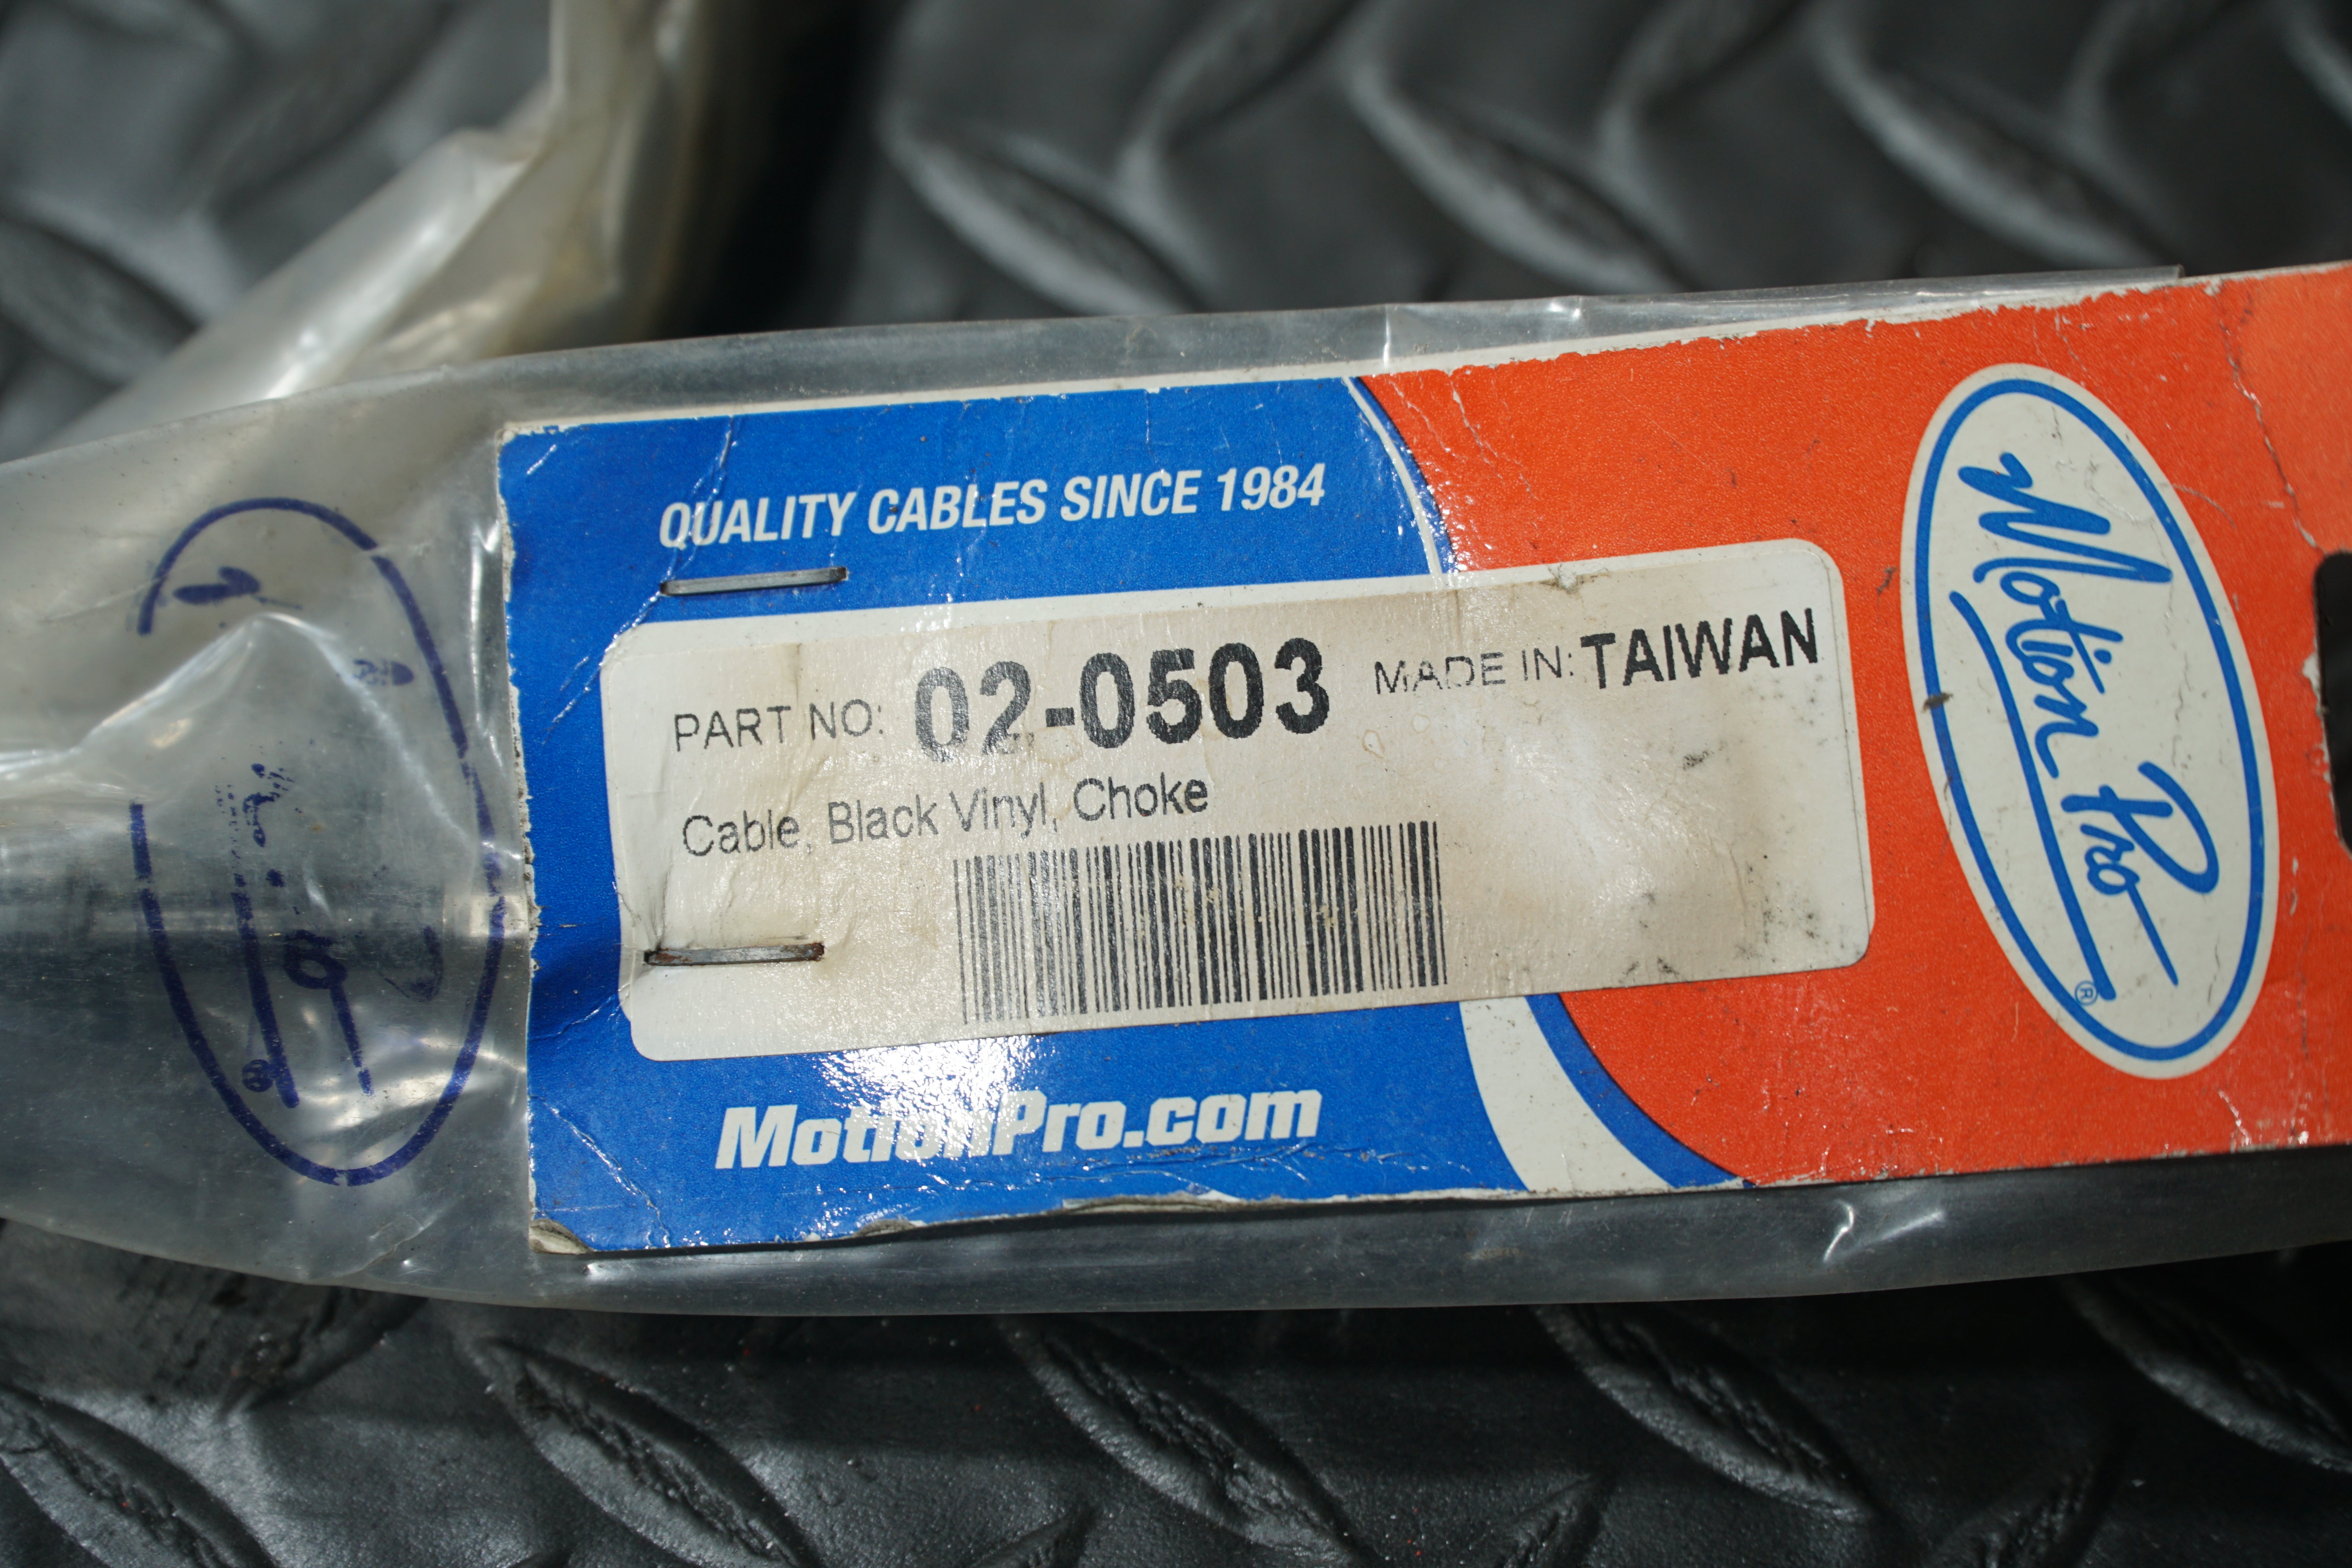 QUALITY CABLES SINCE 1984
PART NO: 02-0503 MADE IN: TAIWAN
Cable, Black Vinyl, Choke
MotionPro.com
Motion Pro®
®